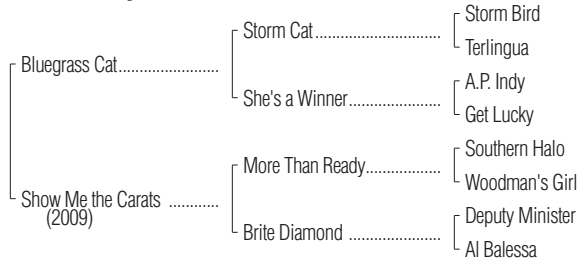 Storm Bird
Storm Cat....................
Terlingua
Bluegrass Cat.......................
A.P. Indy
She's a Winner.....................
Get Lucky
Southern Halo
More Than Ready.................
Woodman's Girl
Show Me the Carats ............
(2009)
Deputy Minister
Brite Diamond .....................
Al Balessa